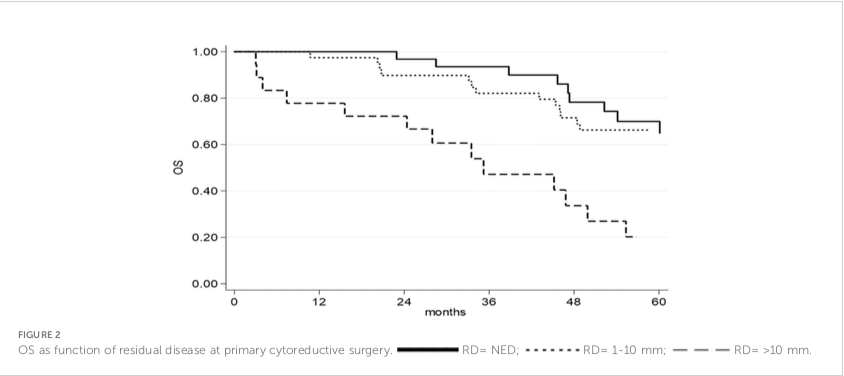 1.00
0.80
0.60
0.40
0.20
0.00
OS
0 12 24 36 48 60
months
FIGURE 2
OS as function of residual disease at primary cytoreductive surgery. RD= NED; RD= 1-10 mm; RD= >10 mm.